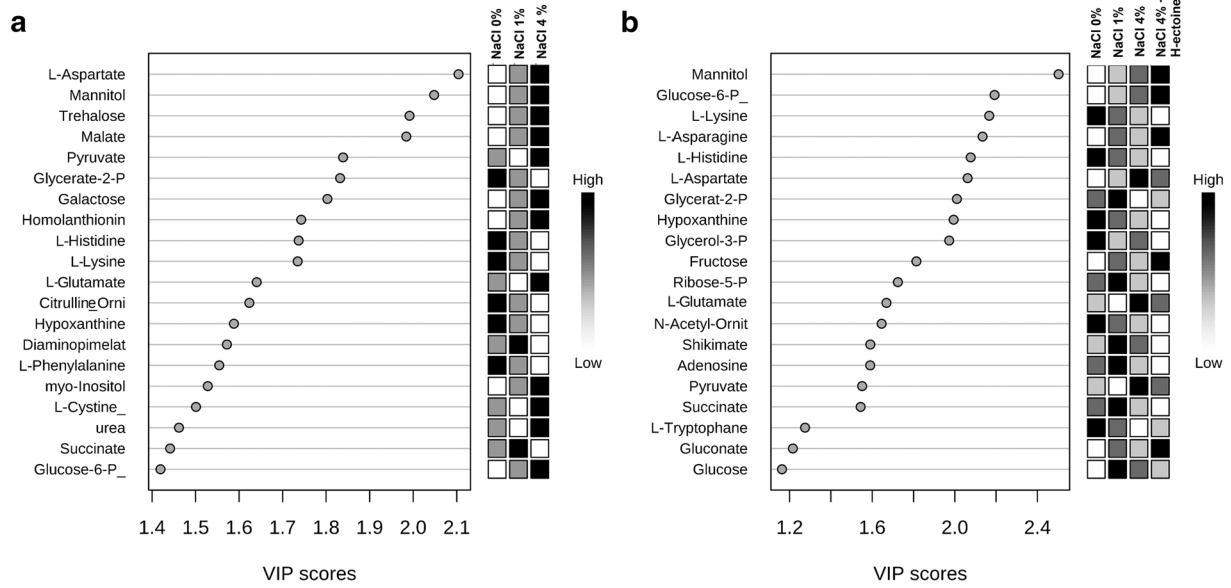 a
NaCl 0%
NaCl 1%
NaCl 4 %
L-Aspartate
Mannitol
Trehalose
Malate
Pyruvate
Glycerate-2-P
Galactose
Homolanthionin
L-Histidine
L-Lysine
L-Glutamate
Citrulline_Orni
Hypoxanthine
Diaminopimelat
L-Phenylalanine
myo-Inositol
L-Cystine_
urea
Succinate
Glucose-6-P_
1.4 1.5 1.6 1.7 1.8 1.9 2.0 2.1
VIP scores
High
Low
b
NaCl 0%
NaCl 1%
NaCl 4%
NaCl 4% -
H-ectoine
Mannitol
Glucose-6-P_
L-Lysine
L-Asparagine
L-Histidine
L-Aspartate
Glycerat-2-P
Hypoxanthine
Glycerol-3-P
Fructose
Ribose-5-P
L-Glutamate
N-Acetyl-Ornit
Shikimate
Adenosine
Pyruvate
Succinate
L-Tryptophane
Gluconate
Glucose
1.2 1.6 2.0 2.4
VIP scores
High
Low